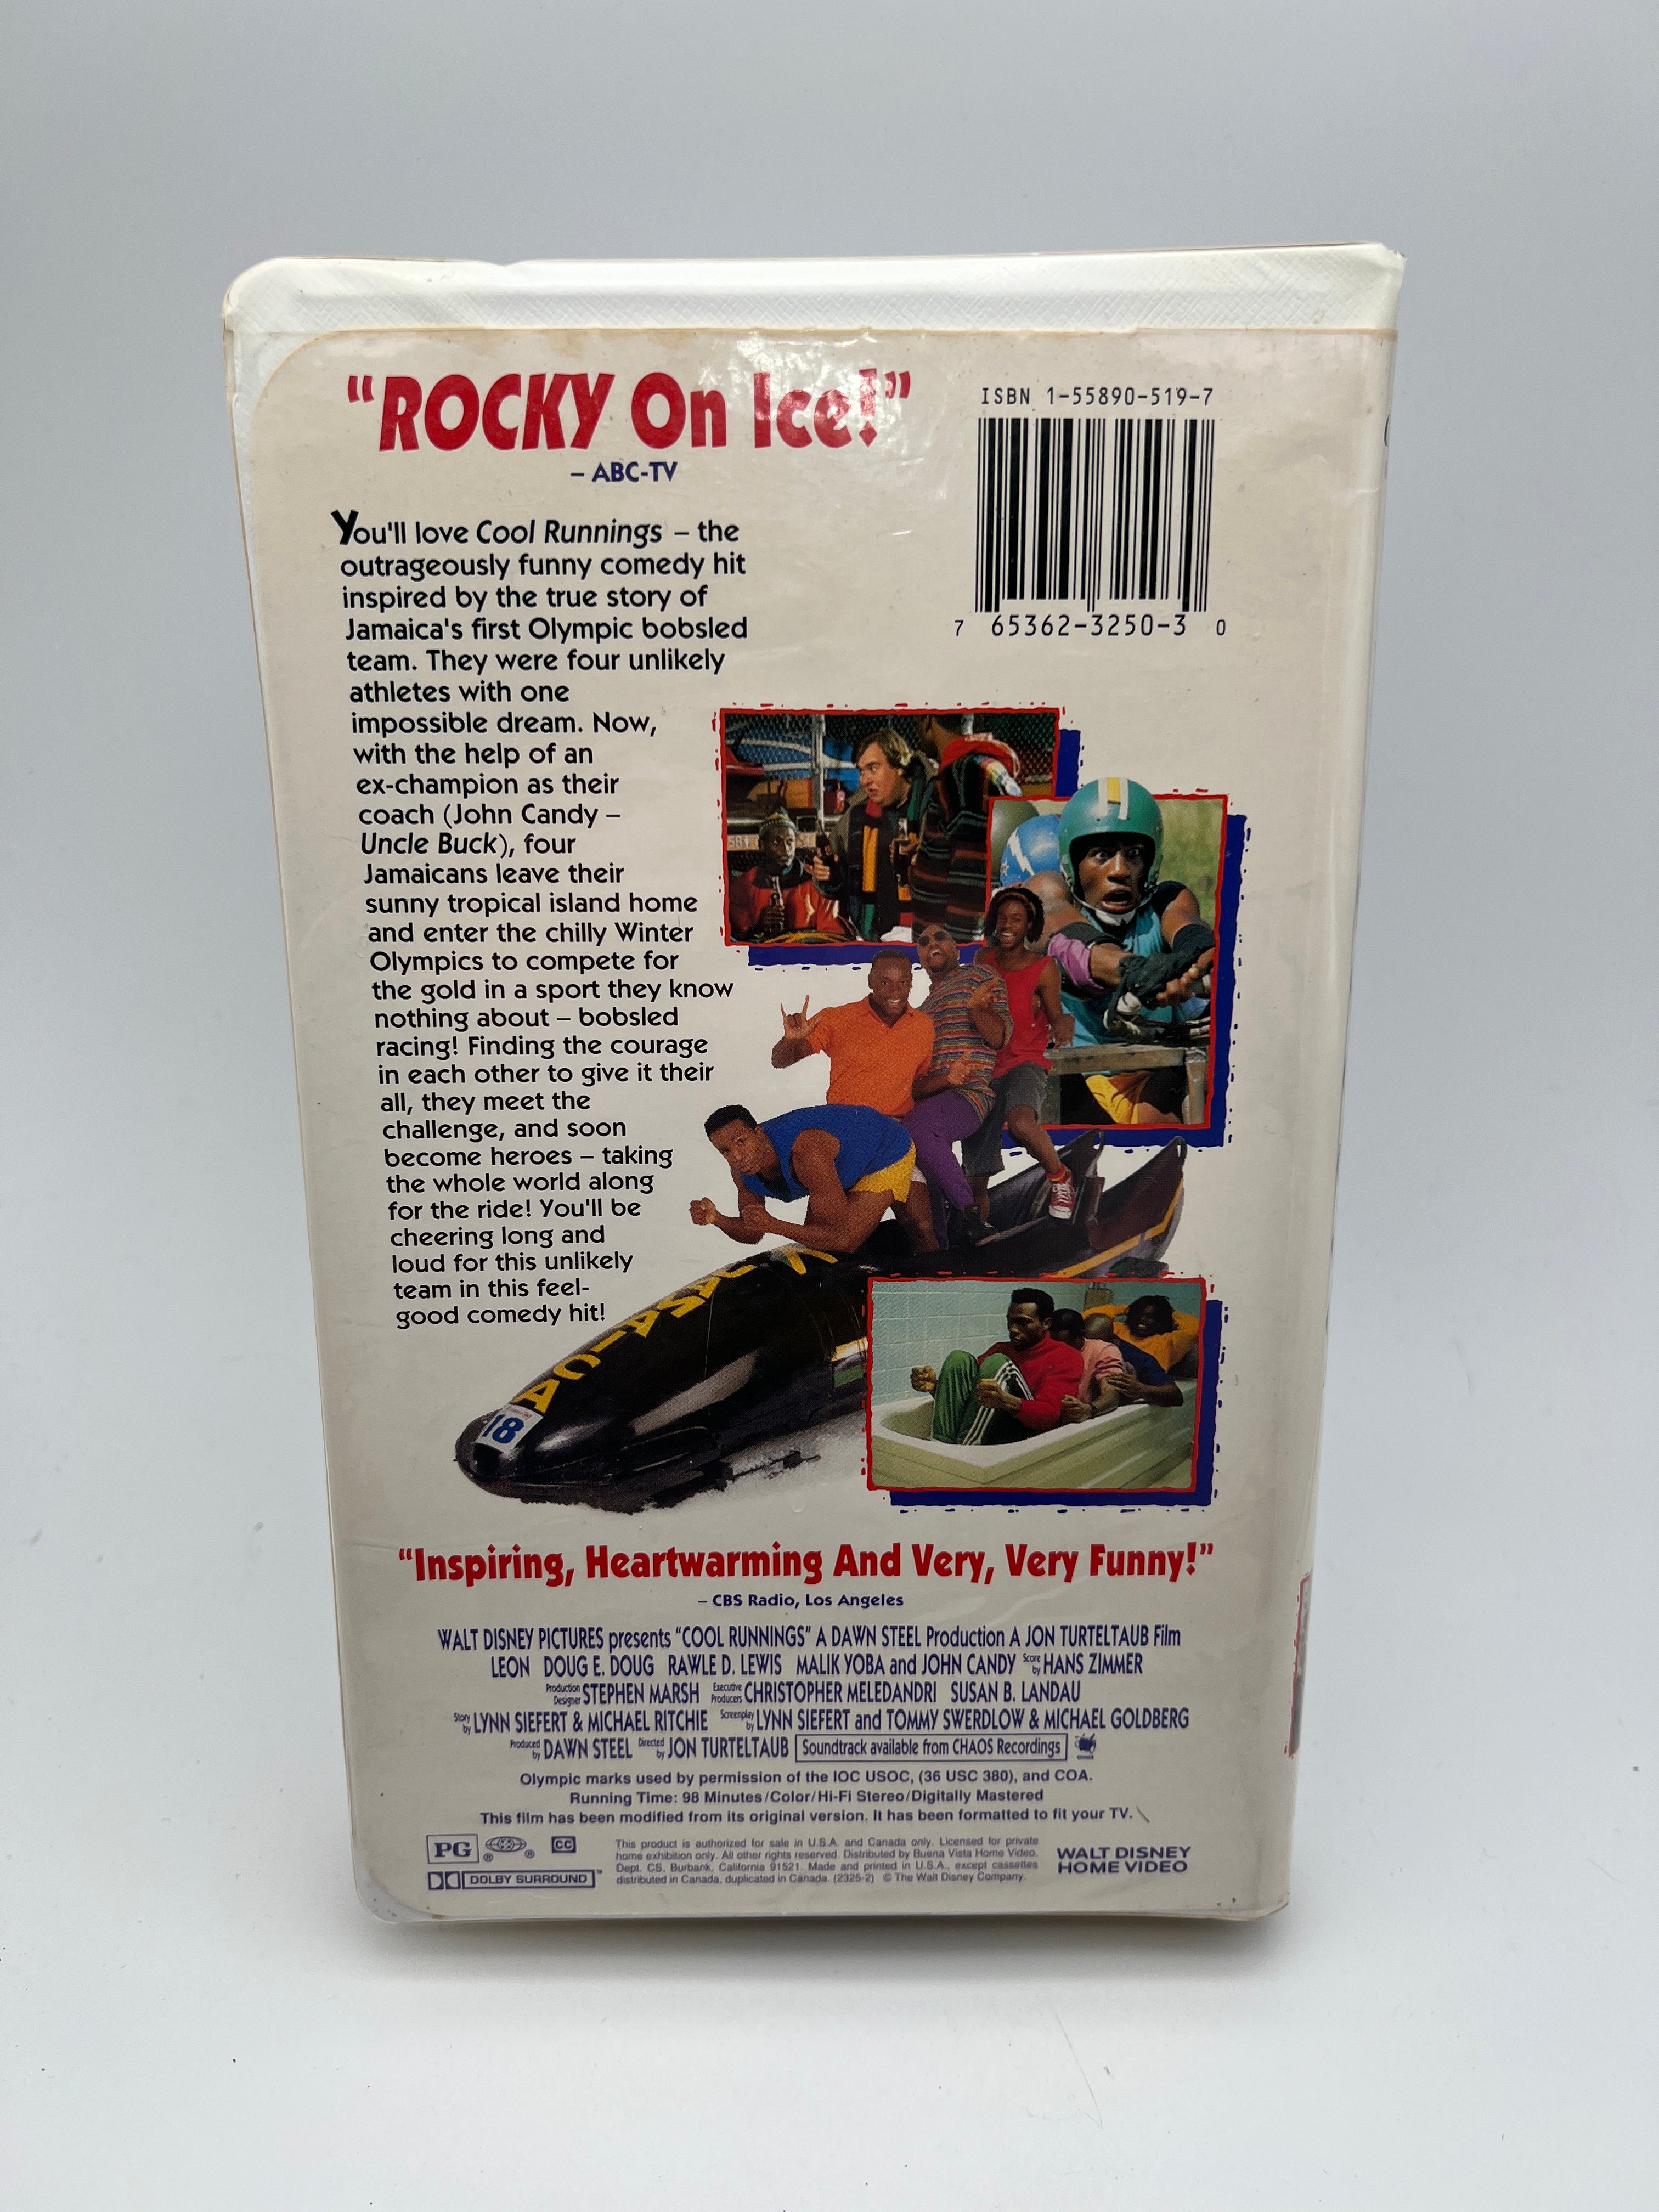 "ROCKY On Ice!"
– ABC-TV
ISBN 1-55890-519-7
7 65362-3250-3 0
You'll love Cool Runnings – the
outrageously funny comedy hit
inspired by the true story of
Jamaica's first Olympic bobsled
team. They were four unlikely
athletes with one
impossible dream. Now,
with the help of an
ex-champion as their
coach (John Candy –
Uncle Buck), four
Jamaicans leave their
sunny tropical island home
and enter the chilly Winter
Olympics to compete for
the gold in a sport they know
nothing about – bobsled
racing! Finding the courage
in each other to give it their
all, they meet the
challenge, and soon
become heroes – taking
the whole world along
for the ride! You'll be
cheering long and
loud for this unlikely
team in this feel-
good comedy hit!
JAMAICA
18
"Inspiring, Heartwarming And Very, Very Funny!"
– CBS Radio, Los Angeles
WALT DISNEY PICTURES presents "COOL RUNNINGS" A DAWN STEEL Production A JON TURTELTAUB Film
LEON DOUG E. DOUG RAWLE D. LEWIS MALIK YOBA and JOHN CANDY Score by HANS ZIMMER
Production Designer STEPHEN MARSH Executive Producers CHRISTOPHER MELEDANDRI SUSAN B. LANDAU
Story by LYNN SIEFERT & MICHAEL RITCHIE Screenplay by LYNN SIEFERT and TOMMY SWERDLOW & MICHAEL GOLDBERG
Produced by DAWN STEEL Directed by JON TURTELTAUB Soundtrack available from CHAOS Recordings
Olympic marks used by permission of the IOC USOC, (36 USC 380), and COA.
Running Time: 98 Minutes/Color/Hi-Fi Stereo/Digitally Mastered
This film has been modified from its original version. It has been formatted to fit your TV.
PG ® ® CC
DOLBY SURROUND ™
This product is authorized for sale in U.S.A. and Canada only. Licensed for private
home exhibition only. All other rights reserved. Distributed by Buena Vista Home Video,
Dept. CS, Burbank, California 91521. Made and printed in U.S.A., except cassettes
distributed in Canada, duplicated in Canada. (2325-2) © The Walt Disney Company.
WALT DISNEY
HOME VIDEO